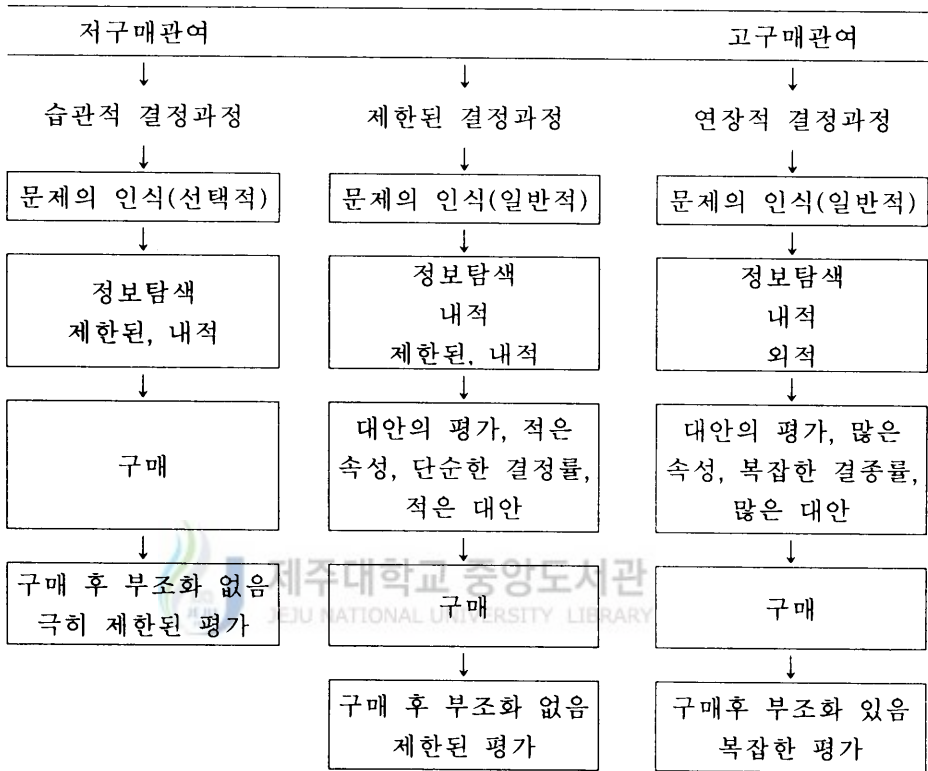 저구매관여
고구매관여
습관적 결정과정
문제의 인식(선택적)
정보탐색
제한된, 내적
구매
구매 후 부조화 없음
극히 제한된 평가
제한된 결정과정
문제의 인식(일반적)
정보탐색
내적
제한된, 내적
대안의 평가, 적은
속성, 단순한 결정률,
적은 대안
구매
구매 후 부조화 없음
제한된 평가
연장적 결정과정
문제의 인식(일반적)
정보탐색
내적
외적
대안의 평가, 많은
속성, 복잡한 결종률,
많은 대안
구매
구매후 부조화 있음
복잡한 평가
제주대학교 중앙도서관
JEJU NATIONAL UNIVERSITY LIBRARY